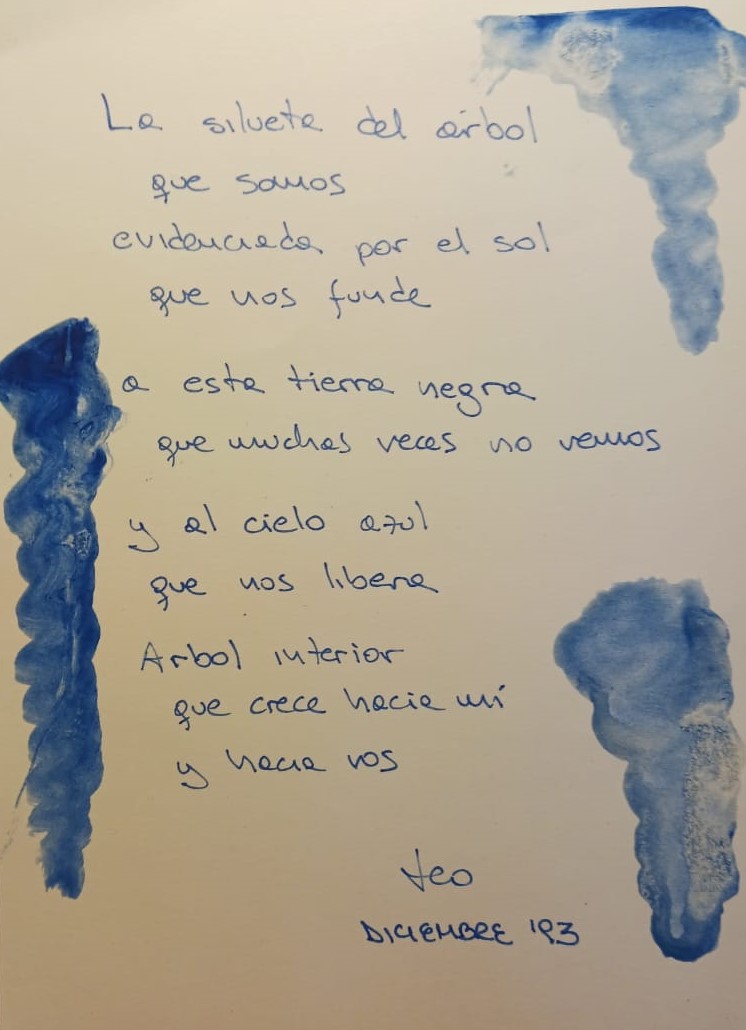 La silueta del árbol
que somos
evidenciada por el sol
que nos funde
a esta tierra negra
que muchas veces no vemos
y al cielo azul
que nos libera
Arbol interior
que crece hacia mí
y hacia vos
teo
DICIEMBRE '93